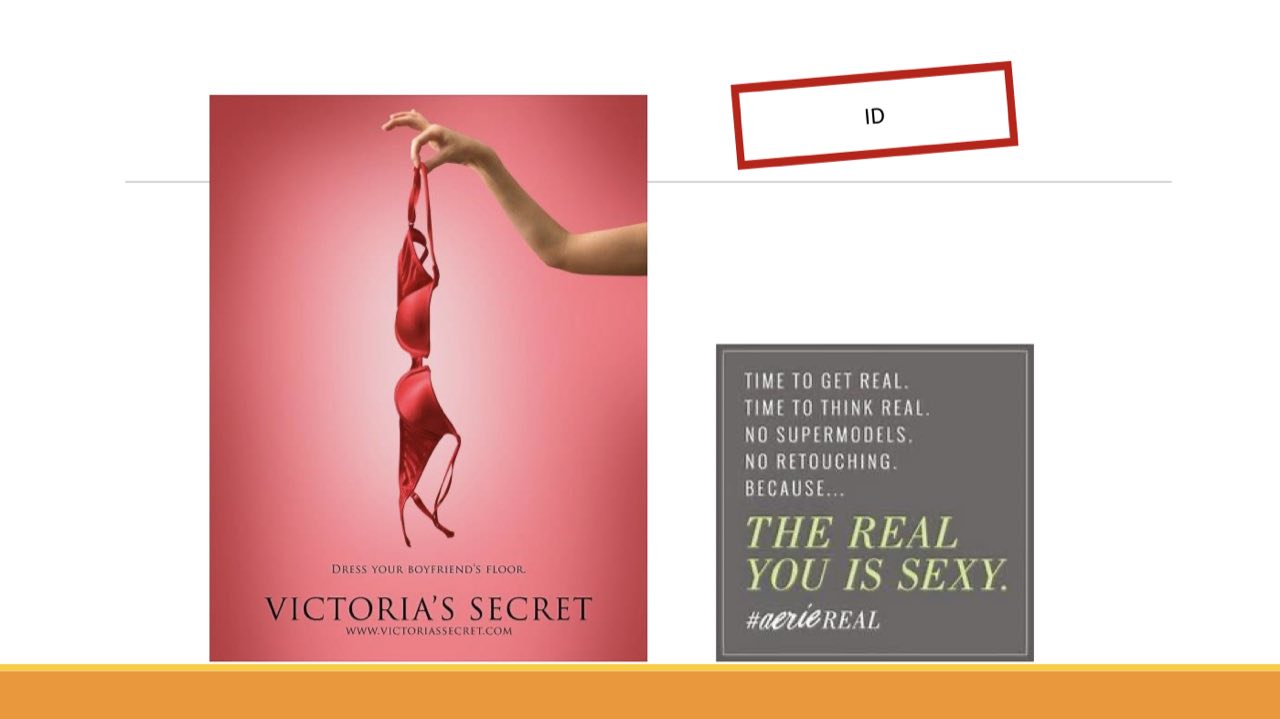 ID
DRESS YOUR BOYFRIEND'S FLOOR.
VICTORIA'S SECRET
WWW.VICTORIASSECRET.COM
TIME TO GET REAL.
TIME TO THINK REAL.
NO SUPERMODELS.
NO RETOUCHING.
BECAUSE...
THE REAL
YOU IS SEXY.
#aerieREAL